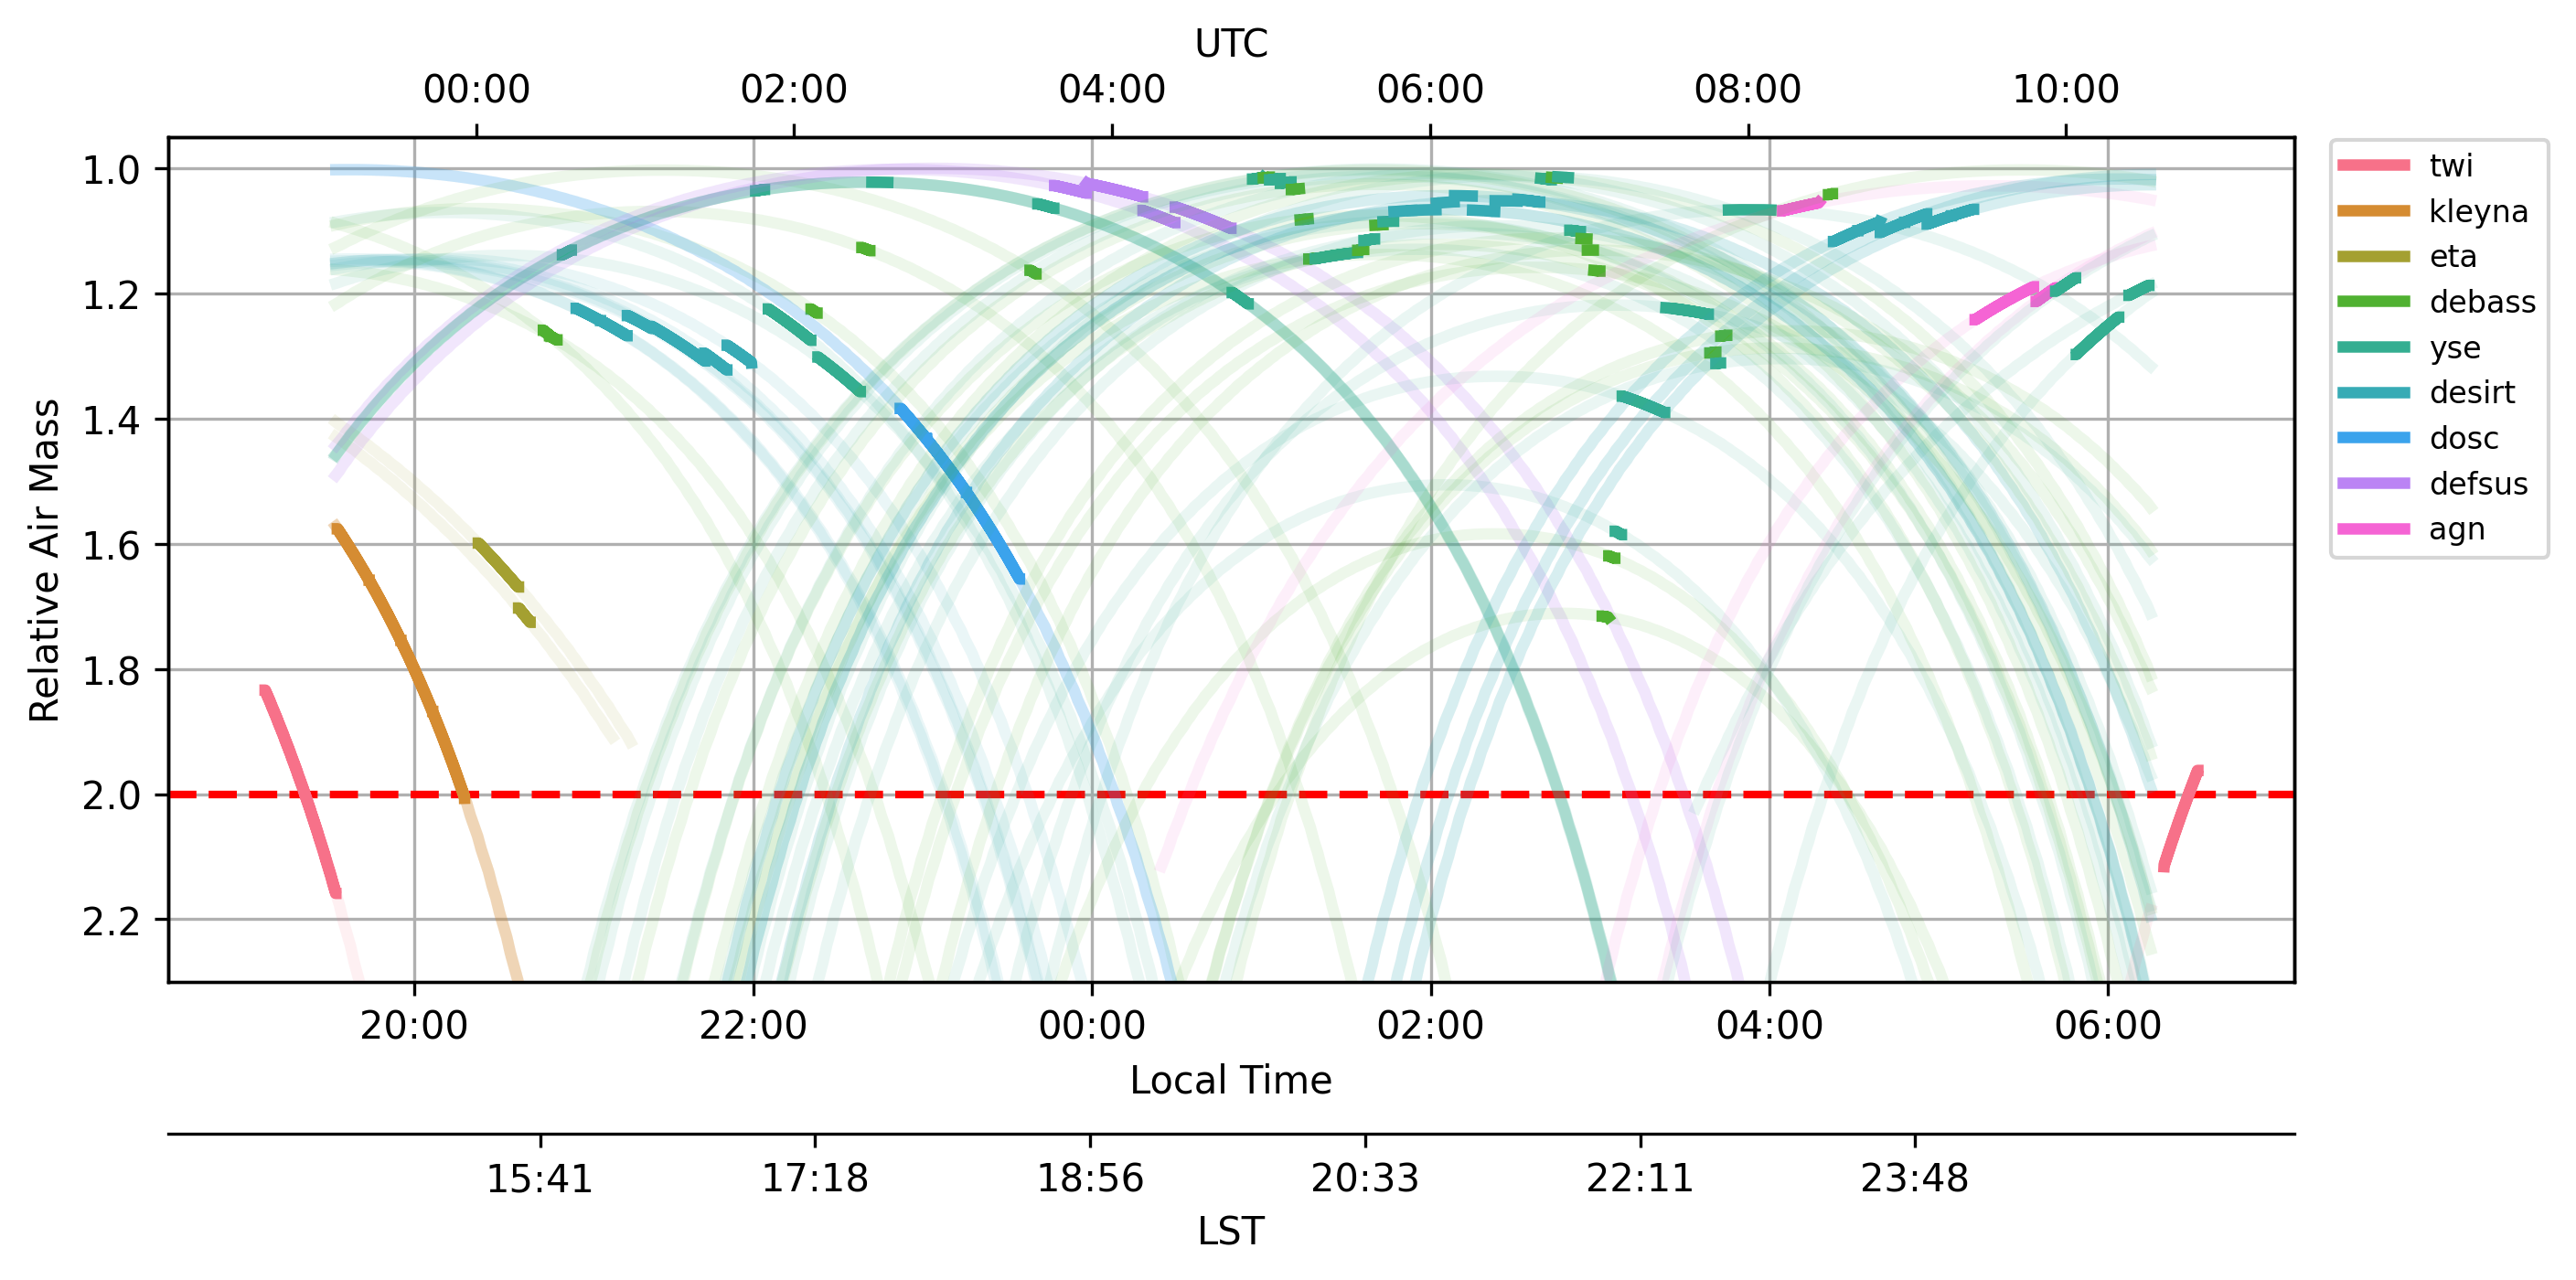 UTC
00:00 02:00 04:00 06:00 08:00 10:00
1.0
1.2
1.4
1.6
1.8
2.0
2.2
Relative Air Mass
twi
kleyna
eta
debass
yse
desirt
dosc
defsus
agn
20:00 22:00 00:00 02:00 04:00 06:00
Local Time
15:41 17:18 18:56 20:33 22:11 23:48
LST